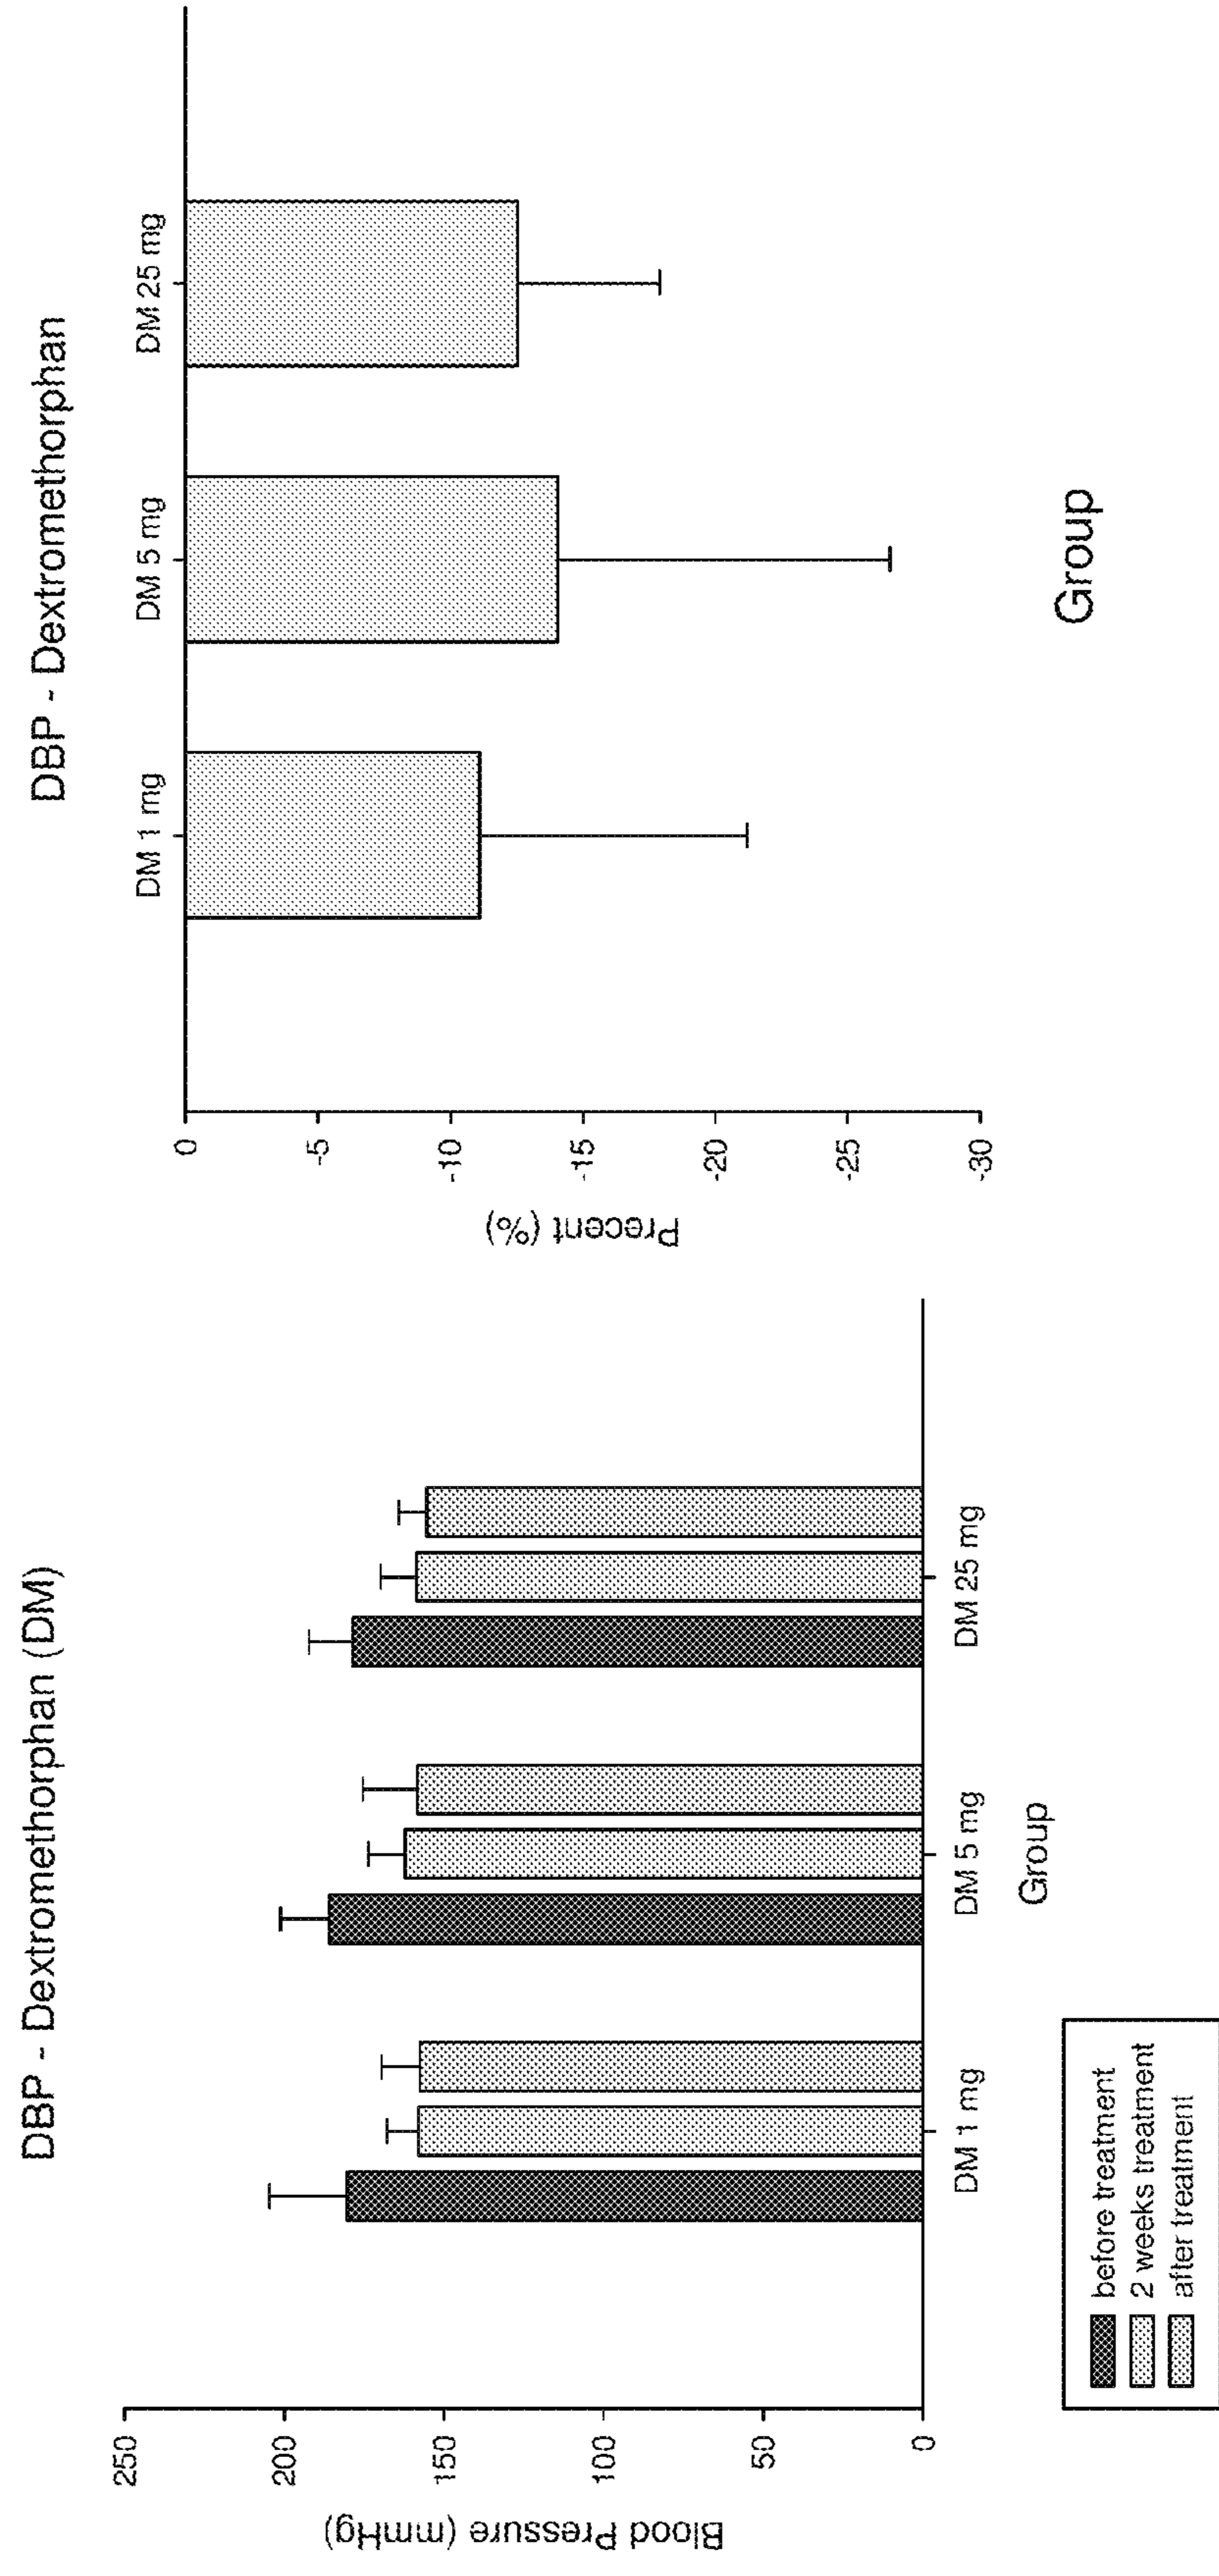 DBP - Dextromethorphan (DM)
Blood Pressure (mmHg)
250
200
150
100
50
0
DM 1 mg
DM 5 mg
DM 25 mg
Group
before treatment
2 weeks treatment
after treatment
DBP - Dextromethorphan
DM 1 mg
DM 5 mg
DM 25 mg
Precent (%)
0
-5
-10
-15
-20
-25
-30
Group